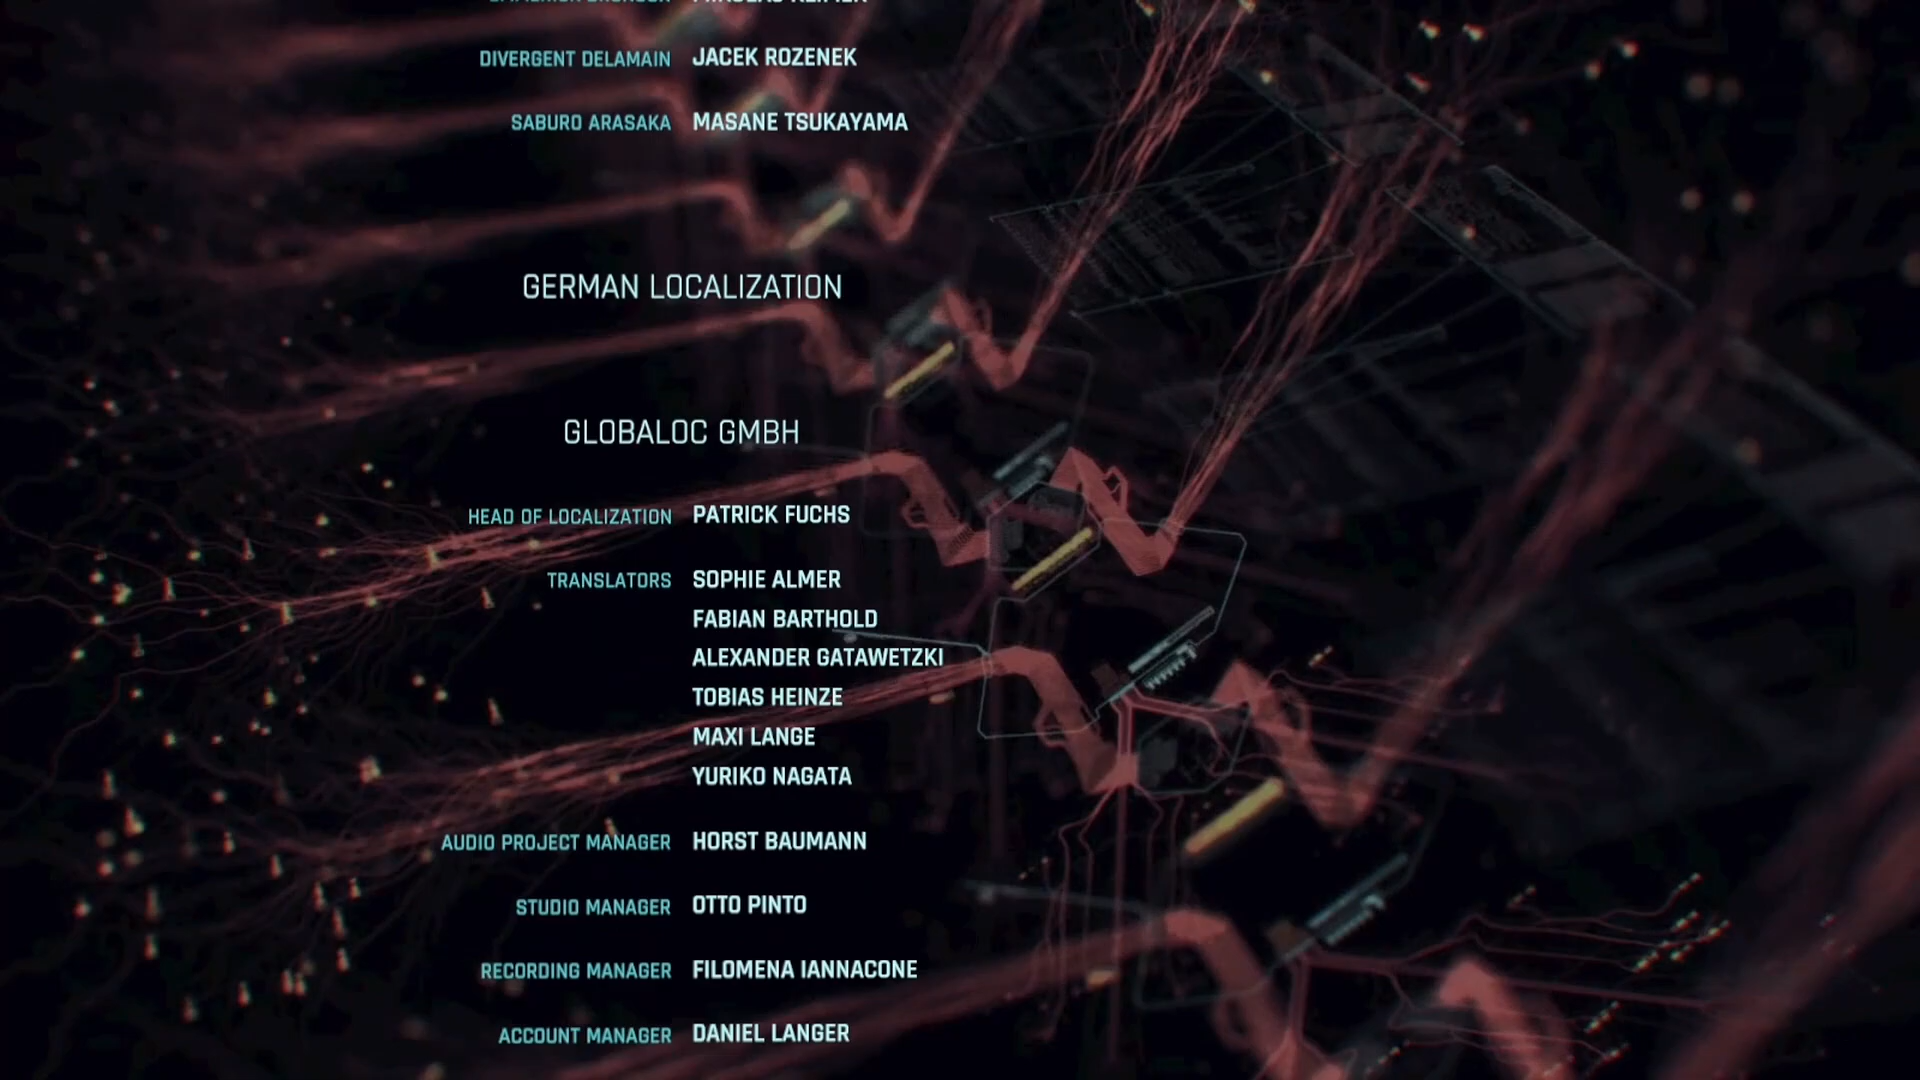 DIVERGENT DELAMAIN JACEK ROZENEK
SABURO ARASAKA MASANE TSUKAYAMA
GERMAN LOCALIZATION
GLOBALOC GMBH
HEAD OF LOCALIZATION PATRICK FUCHS
TRANSLATORS SOPHIE ALMER
FABIAN BARTHOLD
ALEXANDER GATAWETZKI
TOBIAS HEINZE
MAXI LANGE
YURIKO NAGATA
AUDIO PROJECT MANAGER HORST BAUMANN
STUDIO MANAGER OTTO PINTO
RECORDING MANAGER FILOMENA IANNACONE
ACCOUNT MANAGER DANIEL LANGER